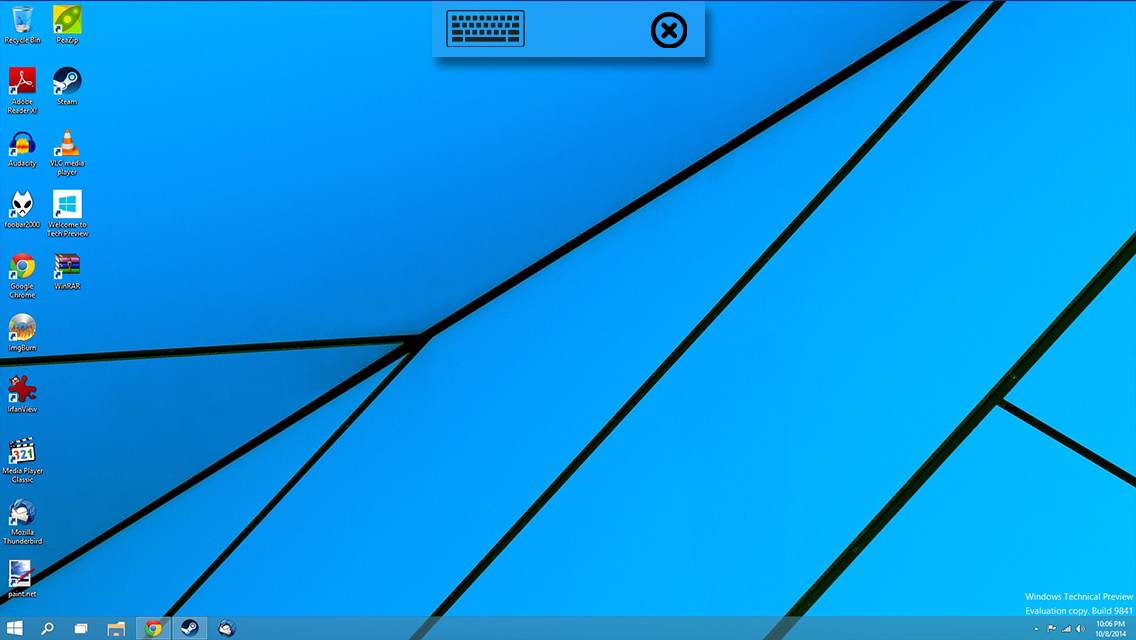 Recycle Bin
PeaZip
Adobe
Reader XI
Steam
Audacity
VLC media
player
foobar2000
Welcome to
Tech Preview
Google
Chrome
WinRAR
ImgBurn
IrfanView
321
Media Player
Classic
Mozilla
Thunderbird
paint.net
Windows Technical Preview
Evaluation copy. Build 9841
10:06 PM
10/8/2014